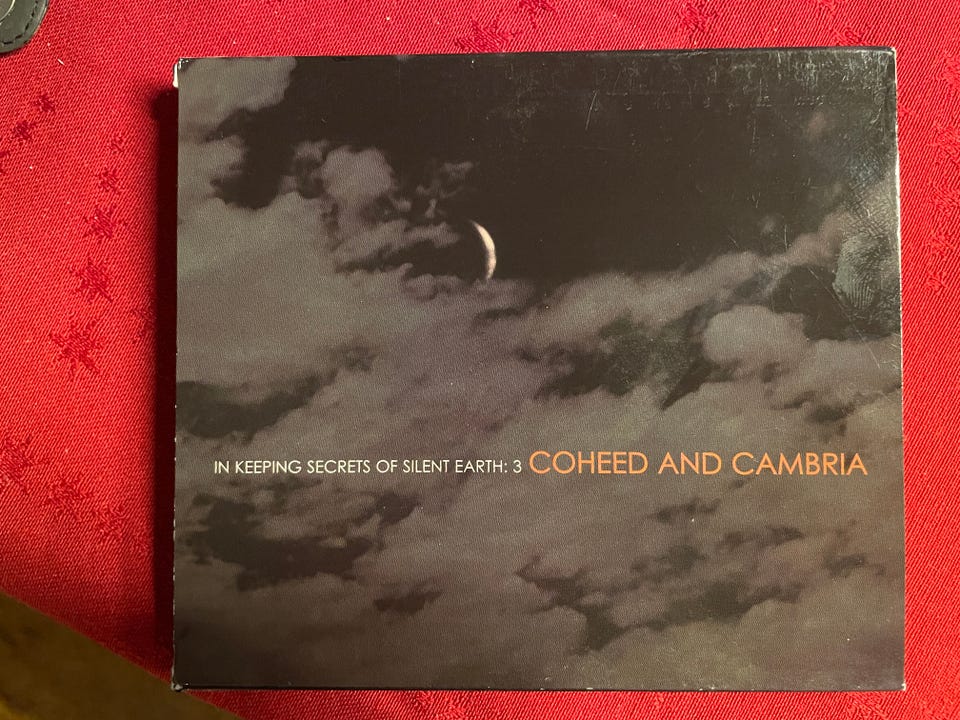 IN KEEPING SECRETS OF SILENT EARTH: 3 COHEED AND CAMBRIA